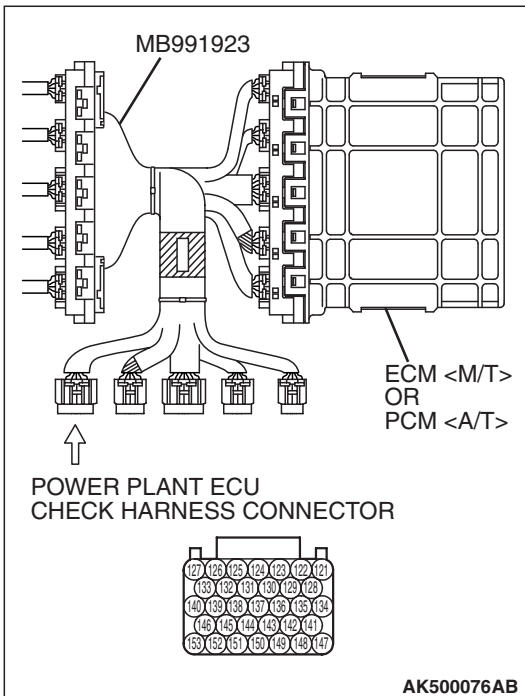 MB991923
ECM <M/T>
OR
PCM <A/T>
POWER PLANT ECU
CHECK HARNESS CONNECTOR
127 126 125 124 123 122 121
133 132 131 130 129 128
140 139 138 137 136 135 134
146 145 144 143 142 141
153 152 151 150 149 148 147
AK500076AB